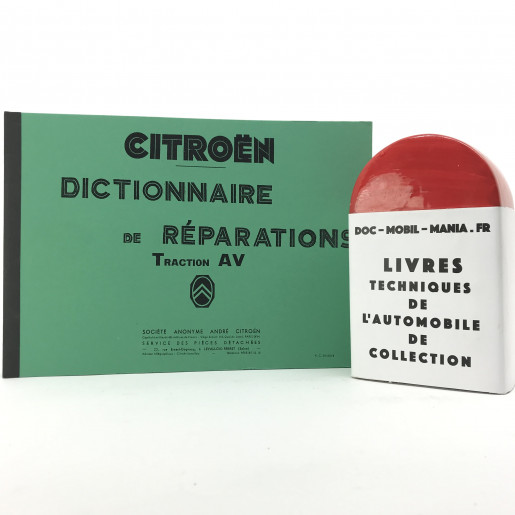 CITROËN
DICTIONNAIRE
DE RÉPARATIONS
TRACTION AV
SOCIÉTÉ ANONYME ANDRÉ CITROËN
SERVICE DES PIÈCES DÉTACHÉES
DOC-MOBIL-MANIA.FR
LIVRES
TECHNIQUES
DE
L'AUTOMOBILE
DE
COLLECTION